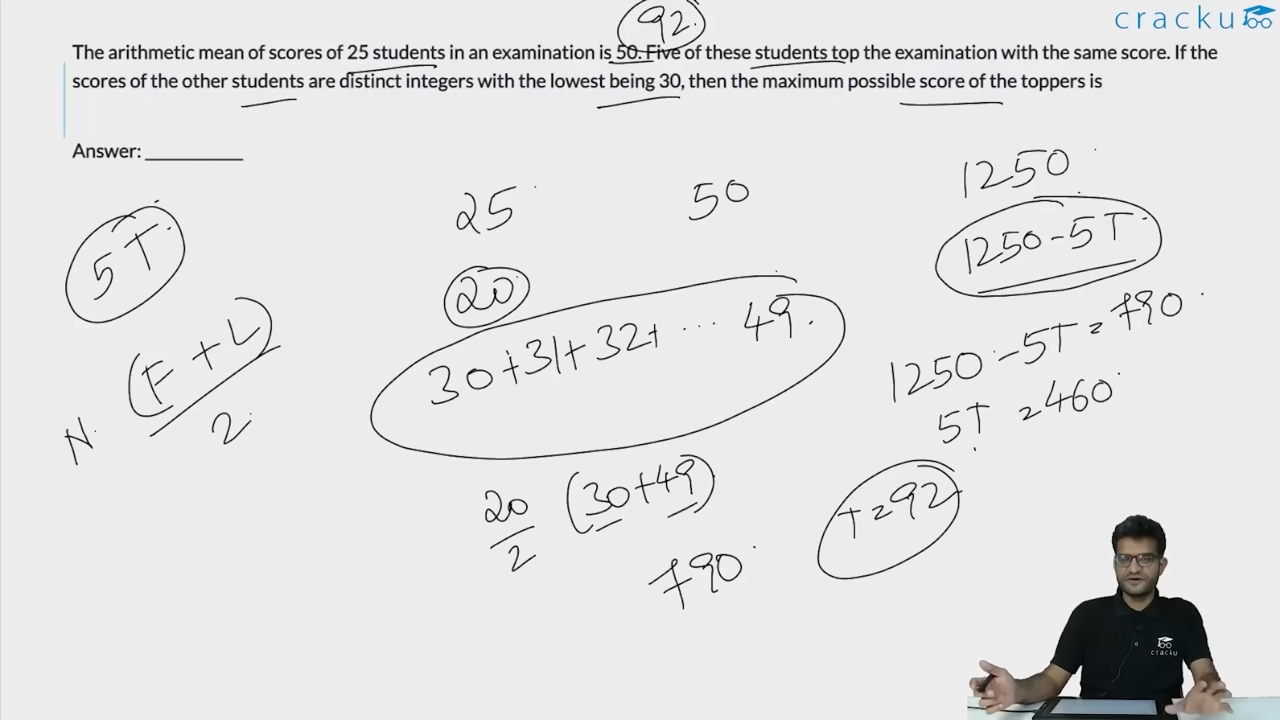 cracku
92.
The arithmetic mean of scores of 25 students in an examination is 50. Five of these students top the examination with the same score. If the
scores of the other students are distinct integers with the lowest being 30, then the maximum possible score of the toppers is
Answer: __________
25
50
1250
5T
20
1250-5T
N. (F+L)/2
30+31+32+ ... 49.
1250-5T=790
5T=460
20/2 (30+49)
T=92
790
cracku